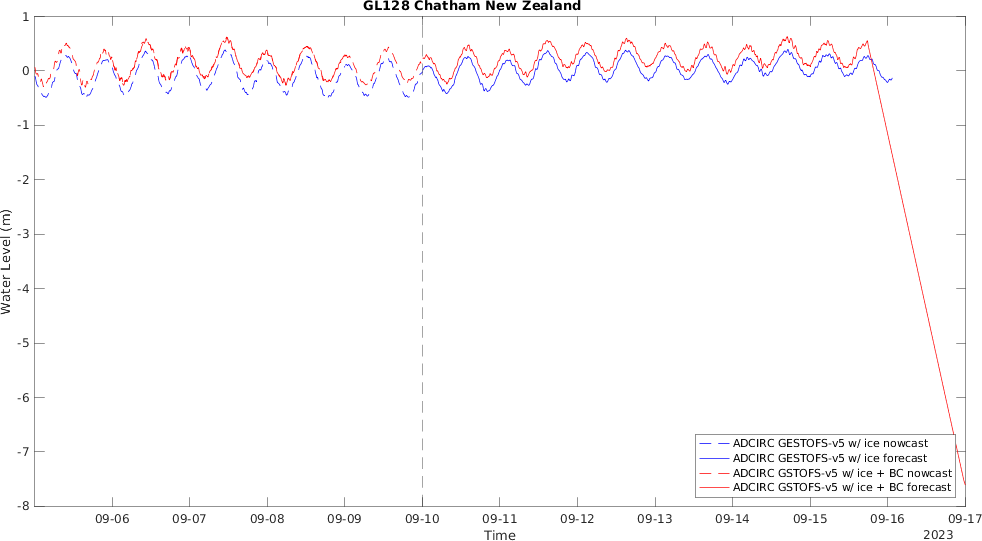 GL128 Chatham New Zealand
Water Level (m)
1
0
-1
-2
-3
-4
-5
-6
-7
-8
ADCIRC GESTOFS-v5 w/ ice nowcast
ADCIRC GESTOFS-v5 w/ ice forecast
ADCIRC GSTOFS-v5 w/ ice + BC nowcast
ADCIRC GSTOFS-v5 w/ ice + BC forecast
09-06 09-07 09-08 09-09 09-10 09-11 09-12 09-13 09-14 09-15 09-16 09-17
Time
2023